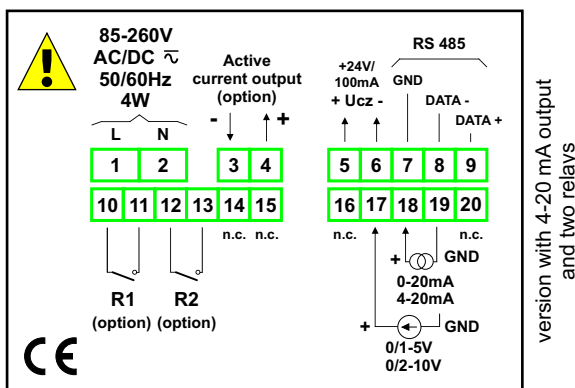 85-260V
AC/DC
50/60Hz
4W
L N
Active
current output
(option)
- +
+24V/
100mA
+ Ucz -
RS 485
GND
DATA -
DATA +
1 2 3 4 5 6 7 8 9
10 11 12 13 14 15 16 17 18 19 20
n.c. n.c. n.c. n.c.
R1 R2
(option) (option)
+ GND
0-20mA
4-20mA
+ GND
0/1-5V
0/2-10V
CE
version with 4-20 mA output
and two relays